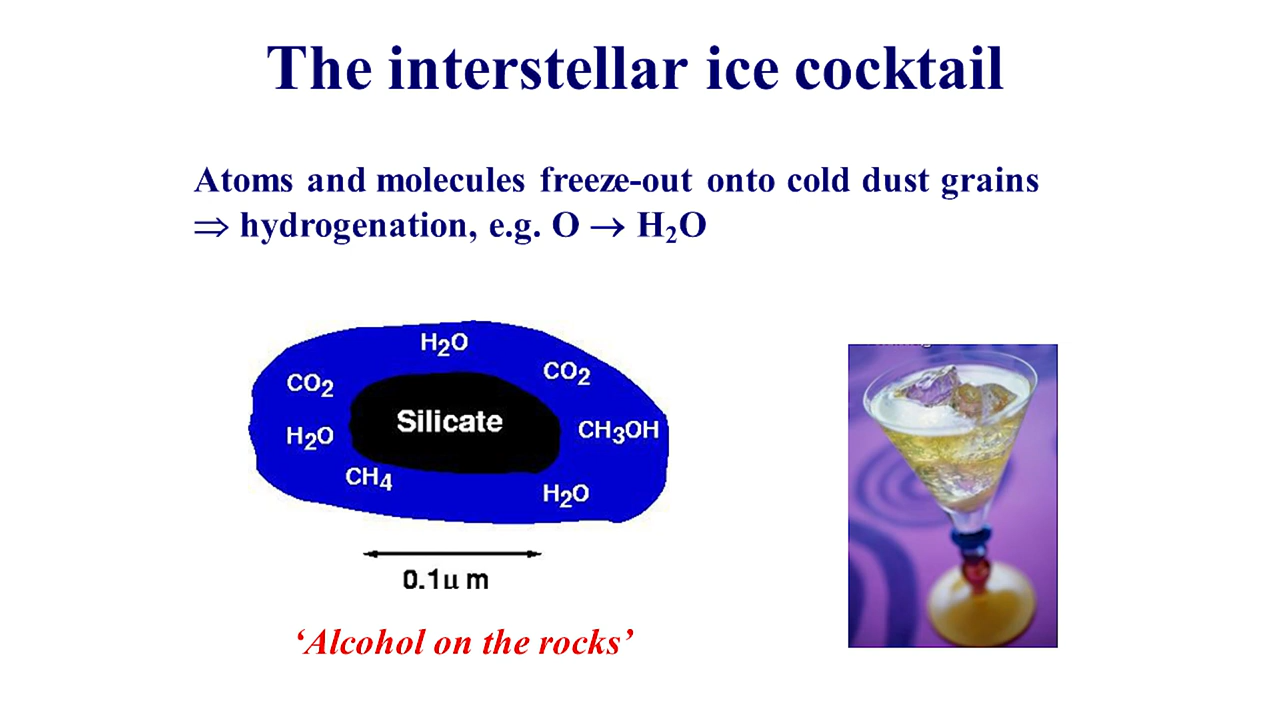 The interstellar ice cocktail
Atoms and molecules freeze-out onto cold dust grains
⇒ hydrogenation, e.g. O → H₂O
H₂O
CO₂
CO₂
Silicate
H₂O
CH₃OH
CH₄
H₂O
0.1u m
‘Alcohol on the rocks’